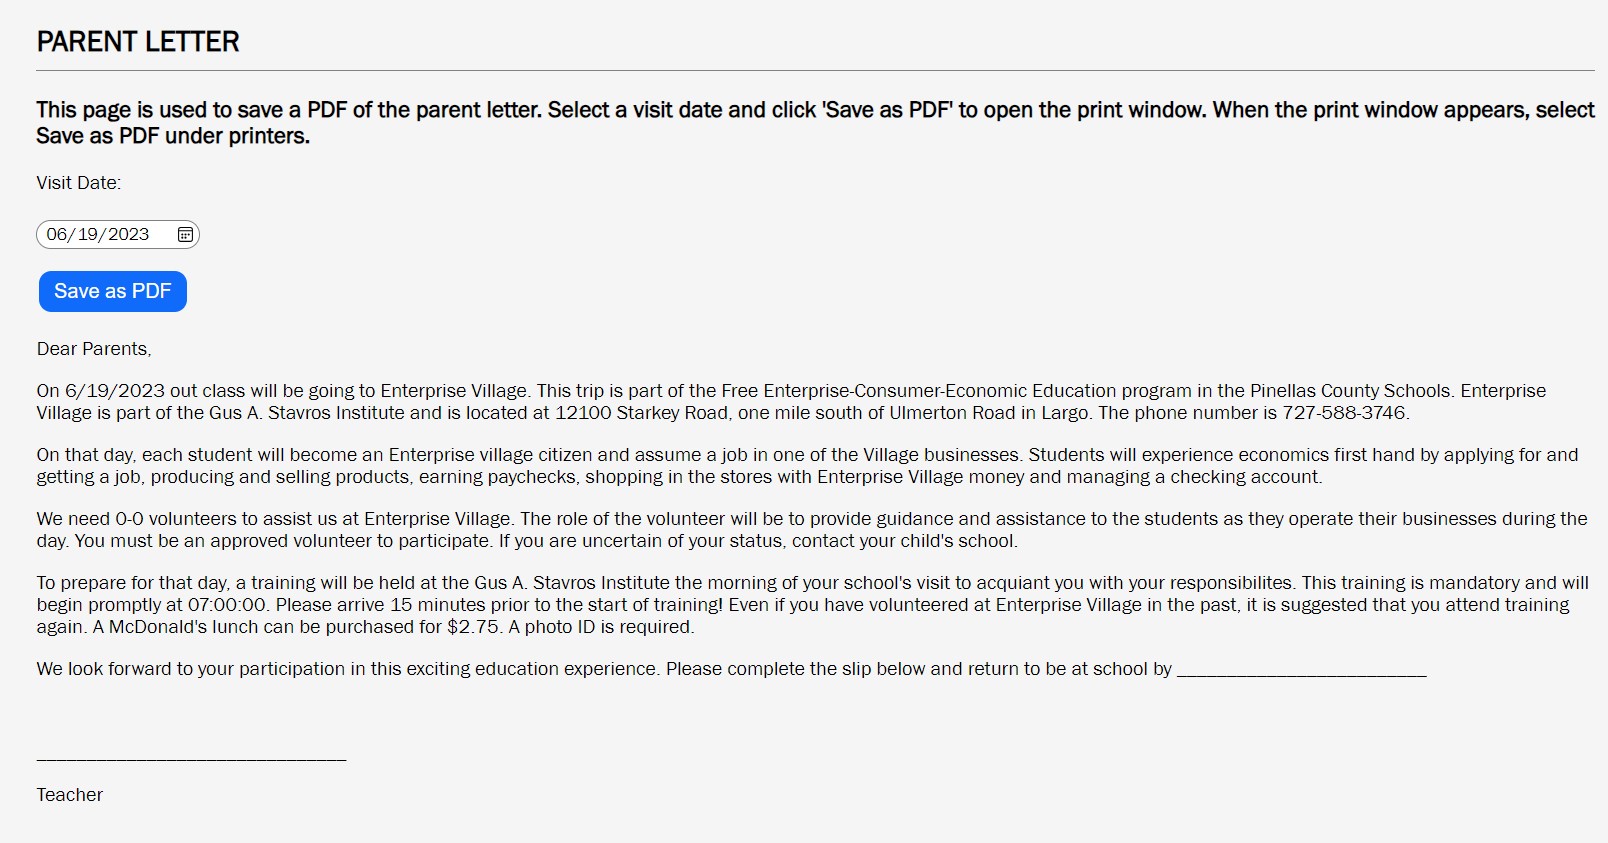 PARENT LETTER
This page is used to save a PDF of the parent letter. Select a visit date and click 'Save as PDF' to open the print window. When the print window appears, select
Save as PDF under printers.
Visit Date:
06/19/2023
Save as PDF
Dear Parents,
On 6/19/2023 out class will be going to Enterprise Village. This trip is part of the Free Enterprise-Consumer-Economic Education program in the Pinellas County Schools. Enterprise
Village is part of the Gus A. Stavros Institute and is located at 12100 Starkey Road, one mile south of Ulmerton Road in Largo. The phone number is 727-588-3746.
On that day, each student will become an Enterprise village citizen and assume a job in one of the Village businesses. Students will experience economics first hand by applying for and
getting a job, producing and selling products, earning paychecks, shopping in the stores with Enterprise Village money and managing a checking account.
We need 0-0 volunteers to assist us at Enterprise Village. The role of the volunteer will be to provide guidance and assistance to the students as they operate their businesses during the
day. You must be an approved volunteer to participate. If you are uncertain of your status, contact your child's school.
To prepare for that day, a training will be held at the Gus A. Stavros Institute the morning of your school's visit to acquiant you with your responsibilites. This training is mandatory and will
begin promptly at 07:00:00. Please arrive 15 minutes prior to the start of training! Even if you have volunteered at Enterprise Village in the past, it is suggested that you attend training
again. A McDonald's lunch can be purchased for $2.75. A photo ID is required.
We look forward to your participation in this exciting education experience. Please complete the slip below and return to be at school by _________________________
_______________________________
Teacher